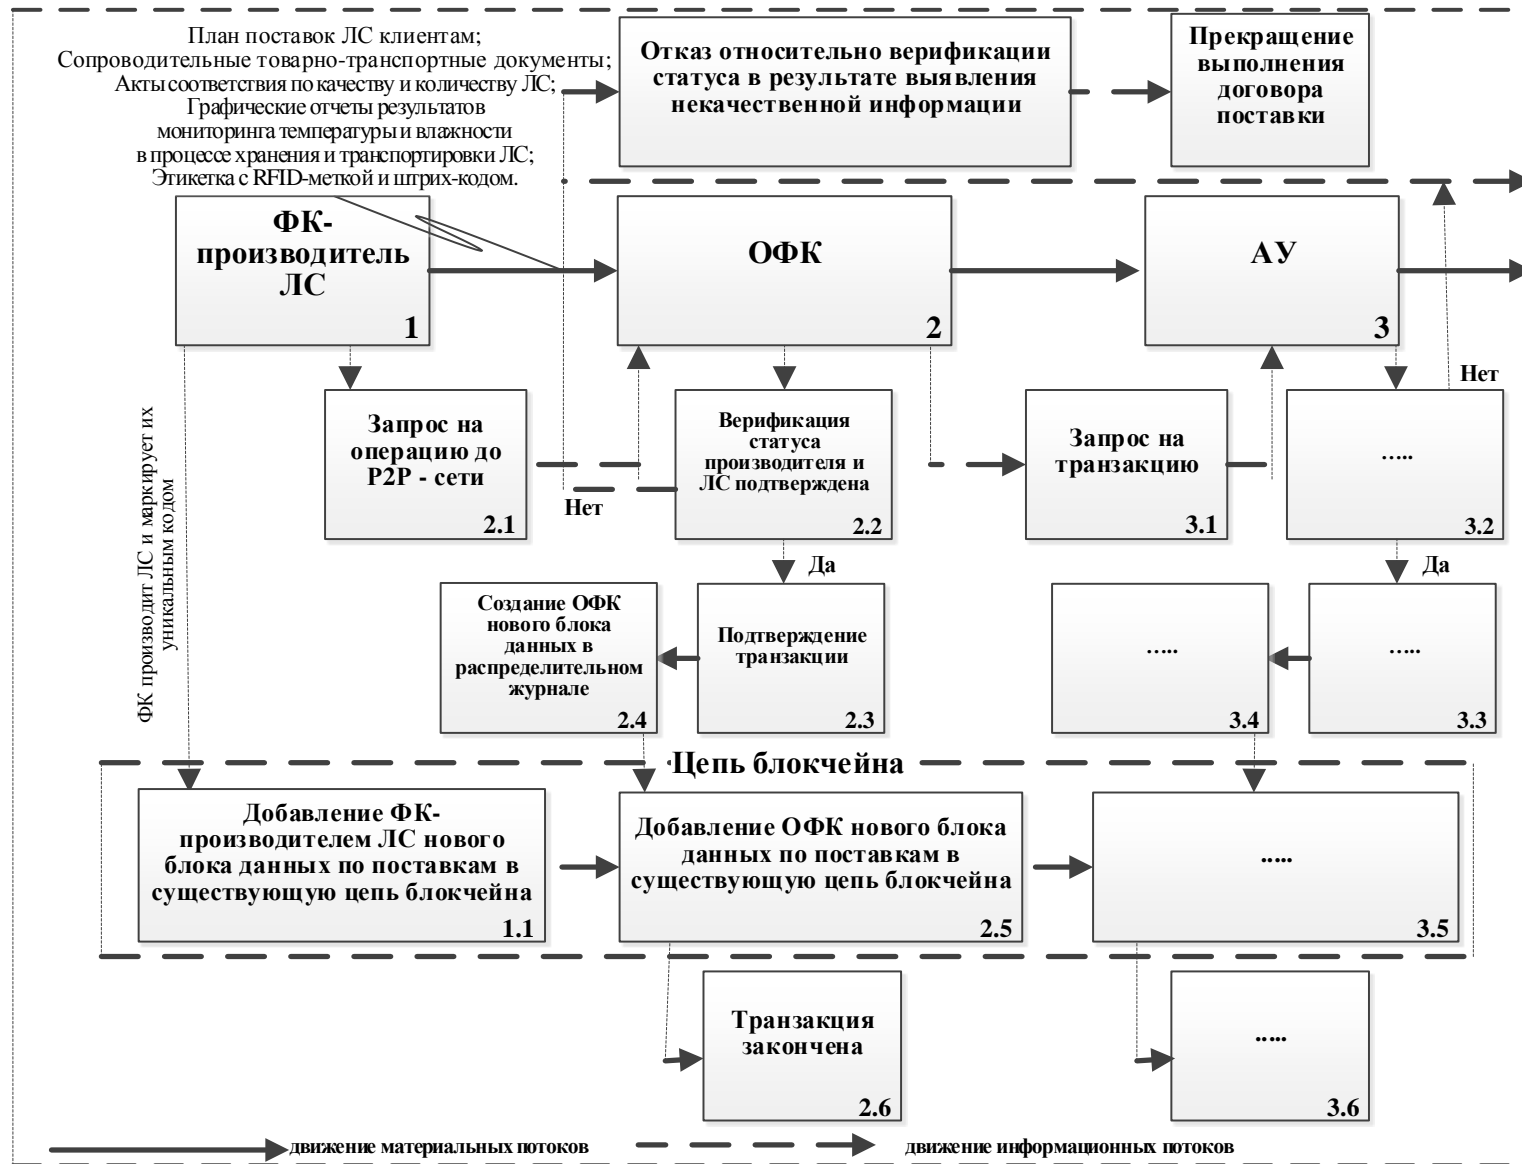 План поставок ЛС клиентам;
Сопроводительные товарно-транспортные документы;
Акты соответствия по качеству и количеству ЛС;
Графические отчеты результатов
мониторинга температуры и влажности
в процессе хранения и транспортировки ЛС;
Этикетка с RFID-меткой и штрих-кодом.
Отказ относительно верификации
статуса в результате выявления
некачественной информации
Прекращение
выполнения
договора
поставки
ФК-
производитель
ЛС
1
ОФК
2
АУ
3
Запрос на
операцию до
P2P - сети
2.1
Нет
Верификация
статуса
производителя и
ЛС подтверждена
2.2
Запрос на
транзакцию
3.1
Нет
.....
3.2
ФК производит ЛС и маркирует их
уникальным кодом
Да
Да
Создание ОФК
нового блока
данных в
распределительном
журнале
2.4
Подтверждение
транзакции
2.3
.....
3.4
.....
3.3
Цепь блокчейна
Добавление ФК-
производителем ЛС нового
блока данных по поставкам в
существующую цепь блокчейна
1.1
Добавление ОФК нового блока
данных по поставкам в
существующую цепь блокчейна
2.5
.....
3.5
Транзакция
закончена
2.6
.....
3.6
движение материальных потоков
движение информационных потоков